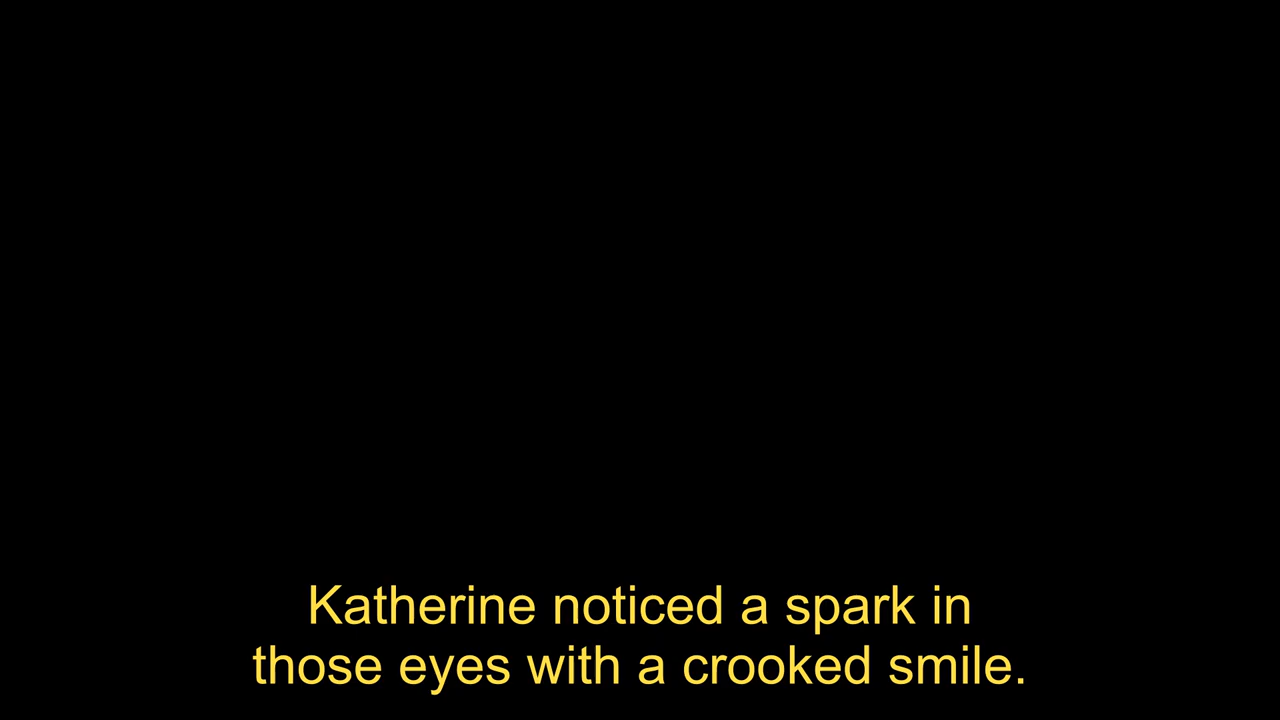 Katherine noticed a spark in
those eyes with a crooked smile.